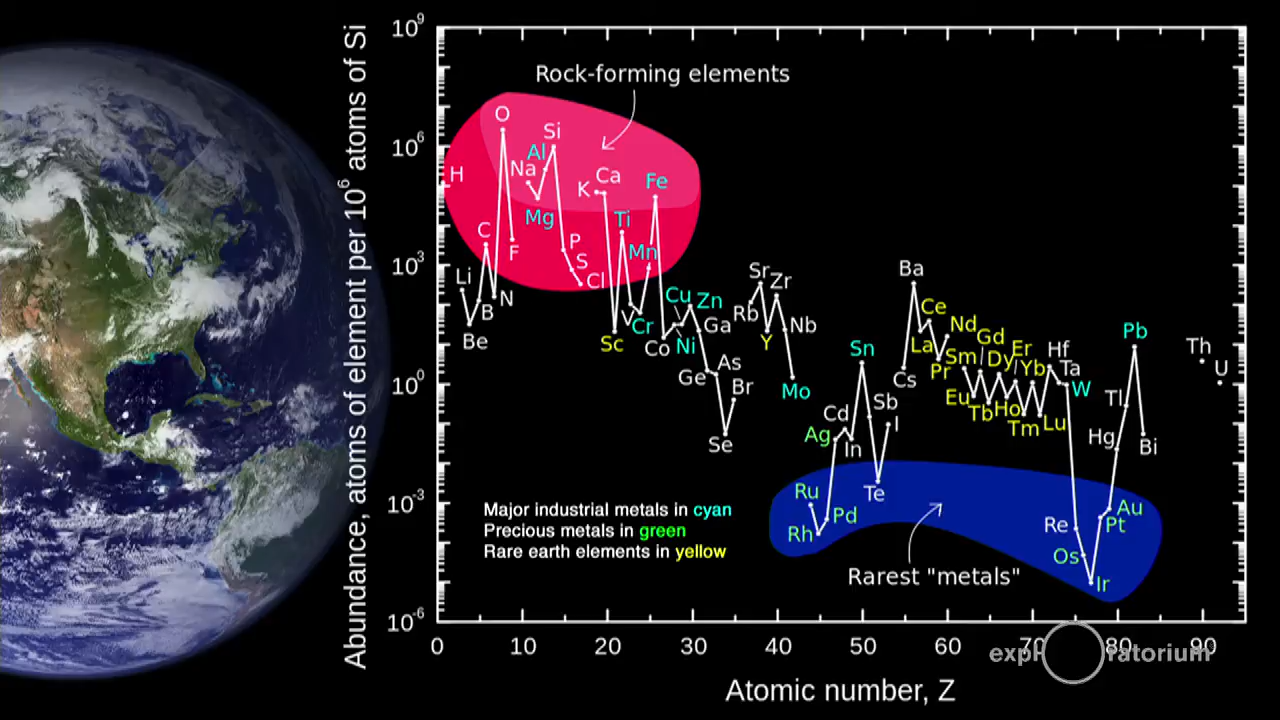 Abundance, atoms of element per 10⁶ atoms of Si
10⁹
10⁶
10³
10⁰
10⁻³
10⁻⁶
Rock-forming elements
O
Si
Al
H
Na
K
Ca
Fe
Mg
Ti
C
F
P
Mn
S
Cl
Li
B
N
Be
Sc
V
Cr
Co
Cu
Zn
Ni
Ga
Ge
As
Br
Se
Rb
Sr
Zr
Y
Nb
Mo
Sn
Cd
Sb
Ag
In
I
Te
Ba
Ce
La
Nd
Pr
Cs
Sm
Gd
Eu
Tb
Dy
Ho
Er
Tm
Yb
Lu
Hf
Ta
W
Pb
Tl
Hg
Bi
Th
U
Ru
Rh
Pd
Re
Os
Ir
Au
Pt
Major industrial metals in cyan
Precious metals in green
Rare earth elements in yellow
Rarest "metals"
0 10 20 30 40 50 60 70 80 90
expl ratorium
Atomic number, Z